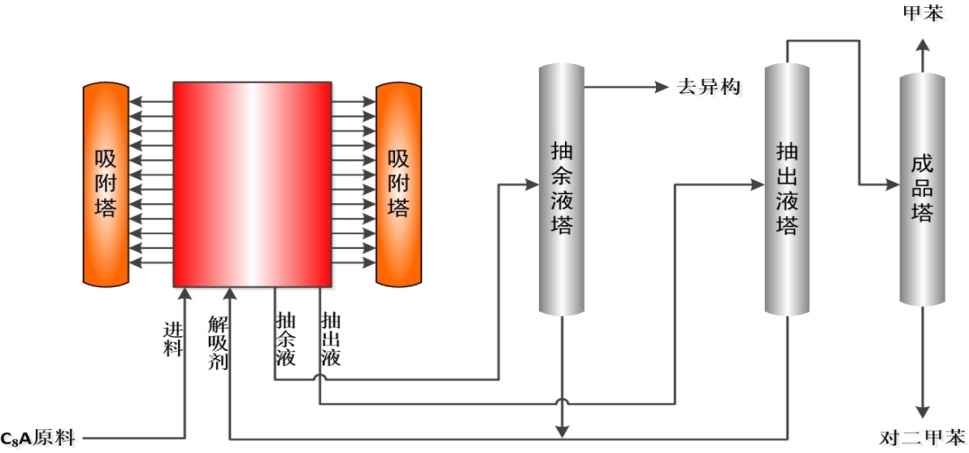 甲苯
去异构
吸附塔
吸附塔
抽余液塔
抽出液塔
成品塔
进料
解吸剂
抽余液
抽出液
C₈A原料
对二甲苯